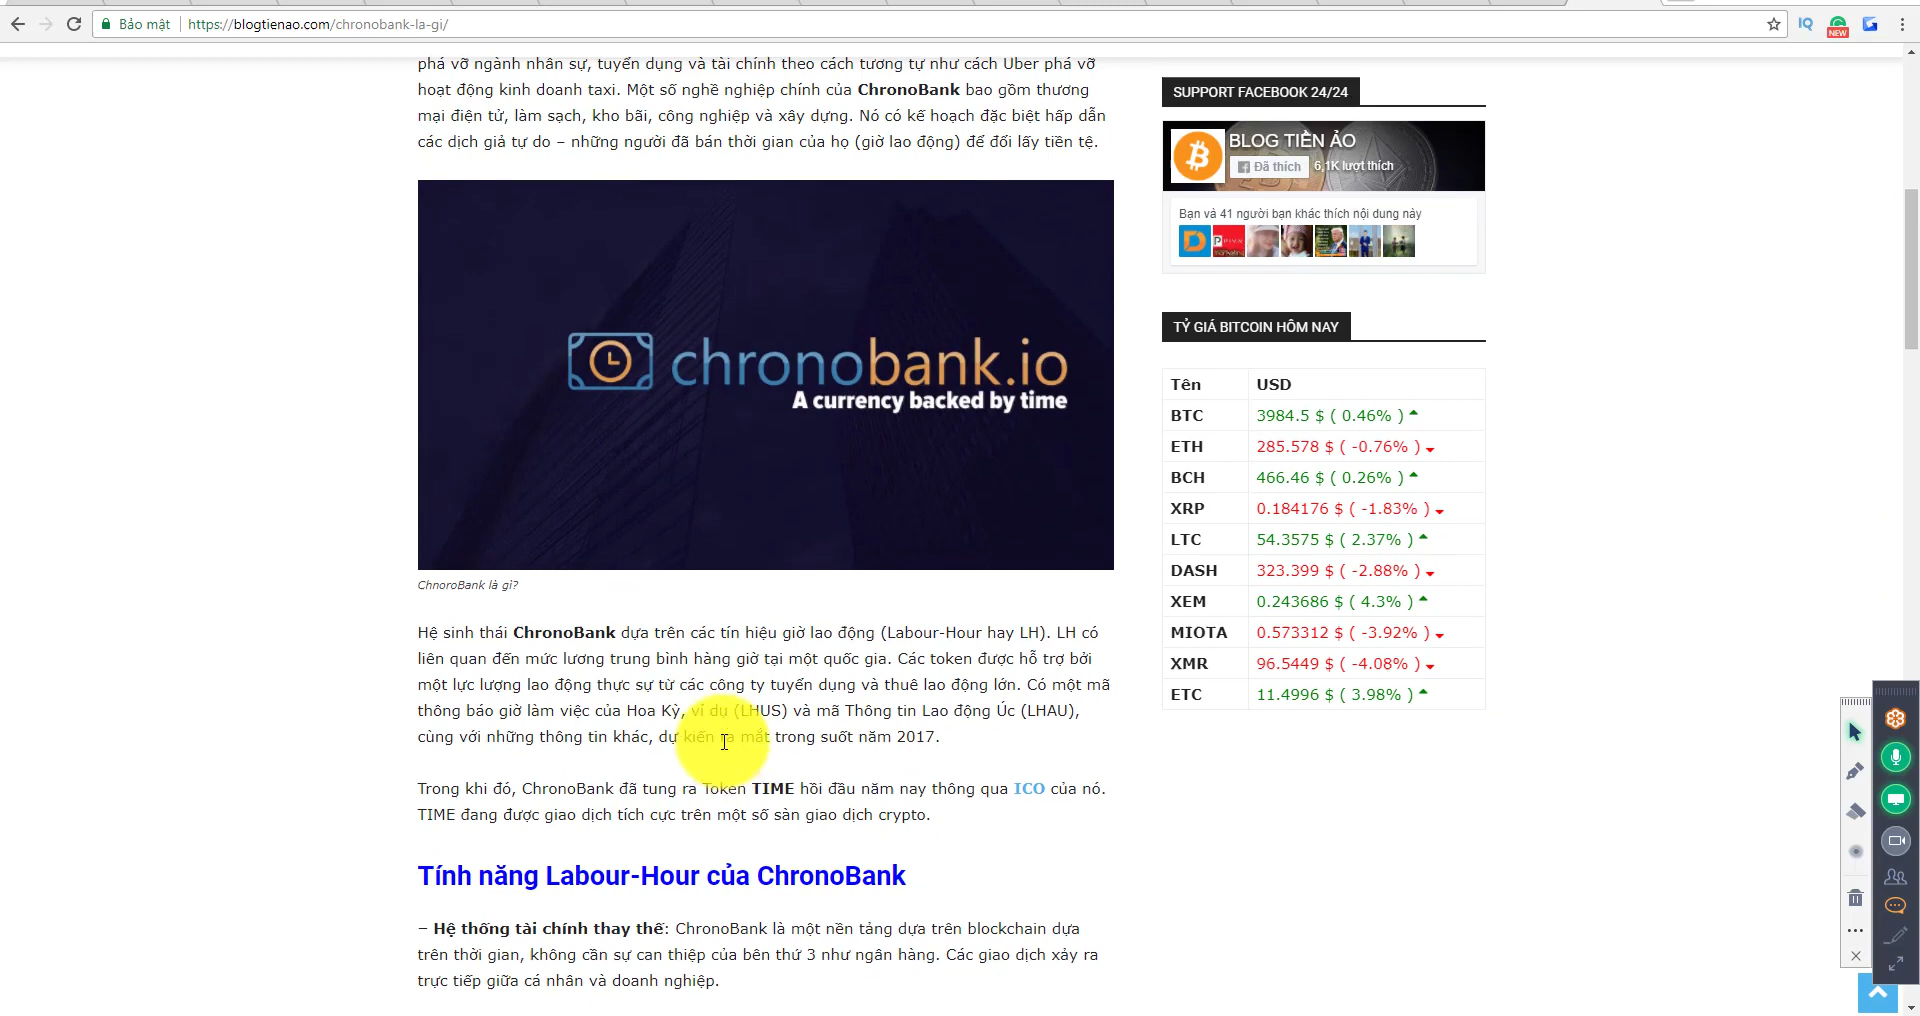 Bảo mật
https://blogtienao.com/chronobank-la-gi/
IQ
NEW
phá vỡ ngành nhân sự, tuyển dụng và tài chính theo cách tương tự như cách Uber phá vỡ
hoạt động kinh doanh taxi. Một số nghề nghiệp chính của ChronoBank bao gồm thương
mại điện tử, làm sạch, kho bãi, công nghiệp và xây dựng. Nó có kế hoạch đặc biệt hấp dẫn
các dịch giả tự do – những người đã bán thời gian của họ (giờ lao động) để đổi lấy tiền tệ.
chronobank.io
A currency backed by time
ChnoroBank là gì?
Hệ sinh thái ChronoBank dựa trên các tín hiệu giờ lao động (Labour-Hour hay LH). LH có
liên quan đến mức lương trung bình hàng giờ tại một quốc gia. Các token được hỗ trợ bởi
một lực lượng lao động thực sự từ các công ty tuyển dụng và thuê lao động lớn. Có một mã
thông báo giờ làm việc của Hoa Kỳ, ví dụ (LHUS) và mã Thông tin Lao động Úc (LHAU),
cùng với những thông tin khác, dự kiến ra mắt trong suốt năm 2017.
Trong khi đó, ChronoBank đã tung ra Token TIME hồi đầu năm nay thông qua ICO của nó.
TIME đang được giao dịch tích cực trên một số sàn giao dịch crypto.
Tính năng Labour-Hour của ChronoBank
– Hệ thống tài chính thay thế: ChronoBank là một nền tảng dựa trên blockchain dựa
trên thời gian, không cần sự can thiệp của bên thứ 3 như ngân hàng. Các giao dịch xảy ra
trực tiếp giữa cá nhân và doanh nghiệp.
SUPPORT FACEBOOK 24/24
BLOG TIỀN ẢO
Đã thích
6,1K lượt thích
Bạn và 41 người bạn khác thích nội dung này
TỶ GIÁ BITCOIN HÔM NAY
Tên USD
BTC 3984.5 $ ( 0.46% )
ETH 285.578 $ ( -0.76% )
BCH 466.46 $ ( 0.26% )
XRP 0.184176 $ ( -1.83% )
LTC 54.3575 $ ( 2.37% )
DASH 323.399 $ ( -2.88% )
XEM 0.243686 $ ( 4.3% )
MIOTA 0.573312 $ ( -3.92% )
XMR 96.5449 $ ( -4.08% )
ETC 11.4996 $ ( 3.98% )